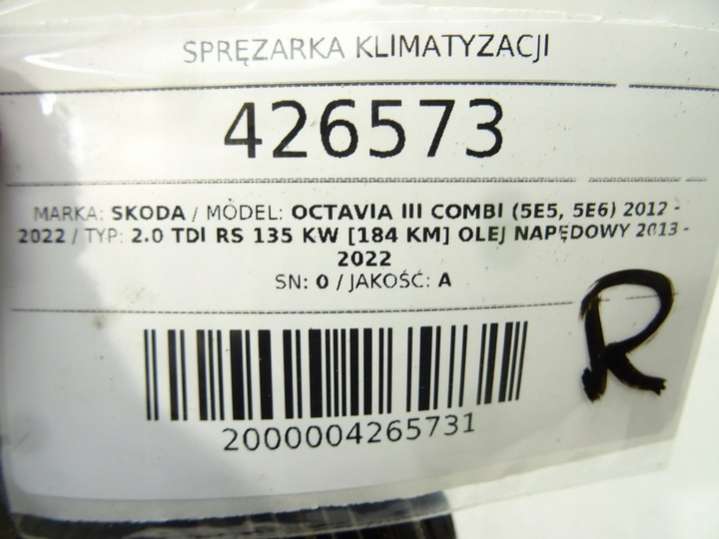 SPRĘZARKA KLIMATYZACJI
426573
MARKA: SKODA / MODEL: OCTAVIA III COMBI (5E5, 5E6) 2012 -
2022 / TYP: 2.0 TDI RS 135 KW [184 KM] OLEJ NAPĘDOWY 2013 -
2022
SN: 0 / JAKOŚĆ: A
R
2000004265731